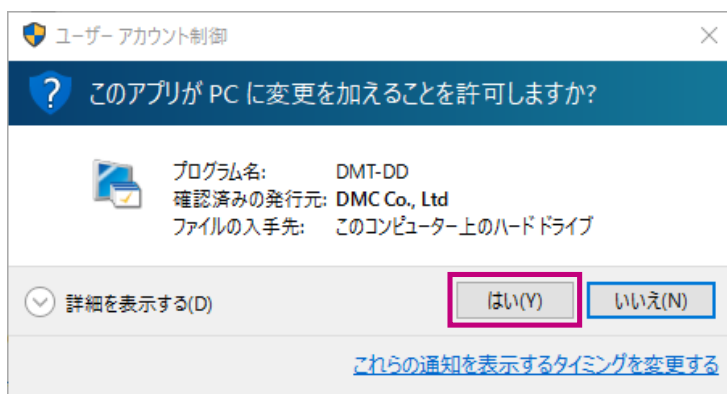 ユーザー アカウント制御
このアプリが PC に変更を加えることを許可しますか?
プログラム名: DMT-DD
確認済みの発行元: DMC Co., Ltd
ファイルの入手先: このコンピューター上のハード ドライブ
詳細を表示する(D)
はい(Y)
いいえ(N)
これらの通知を表示するタイミングを変更する